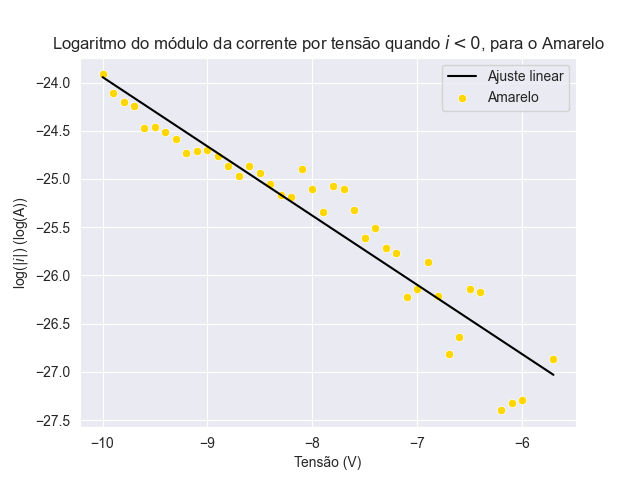 Logaritmo do módulo da corrente por tensão quando i < 0, para o Amarelo
Ajuste linear
Amarelo
log(|i|) (log(A))
−24.0
−24.5
−25.0
−25.5
−26.0
−26.5
−27.0
−27.5
−10
−9
−8
−7
−6
Tensão (V)